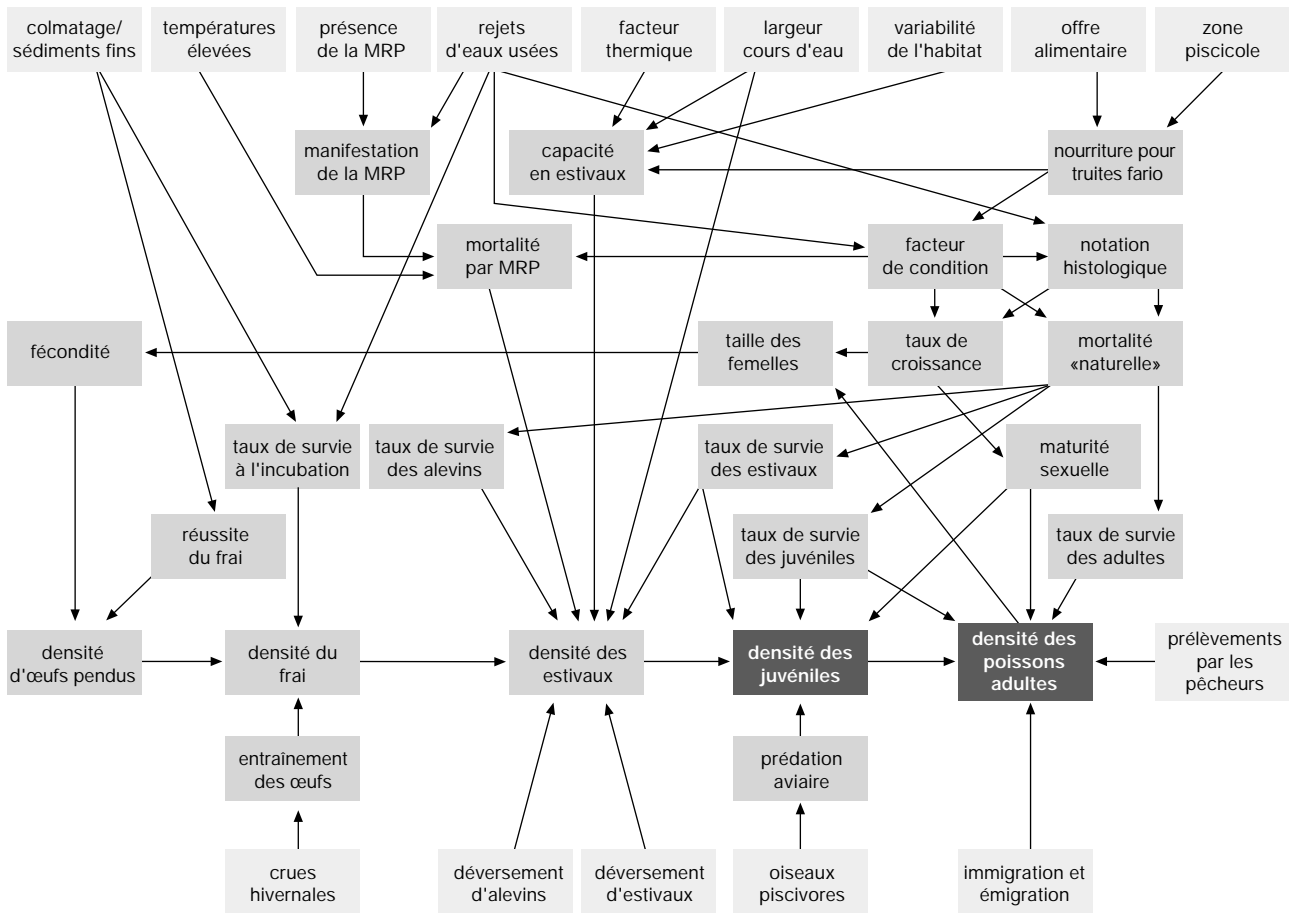 colmatage/
sédiments fins
températures
élevées
présence
de la MRP
rejets
d'eaux usées
facteur
thermique
largeur
cours d'eau
variabilité
de l'habitat
offre
alimentaire
zone
piscicole
manifestation
de la MRP
capacité
en estivaux
nourriture pour
truites fario
mortalité
par MRP
facteur
de condition
notation
histologique
fécondité
taille des
femelles
taux de
croissance
mortalité
«naturelle»
taux de survie
à l'incubation
taux de survie
des alevins
taux de survie
des estivaux
maturité
sexuelle
réussite
du frai
taux de survie
des juvéniles
taux de survie
des adultes
densité
d'œufs pendus
densité du
frai
densité des
estivaux
densité des
juvéniles
densité des
poissons
adultes
prélèvements
par les
pêcheurs
entraînement
des œufs
prédation
aviaire
crues
hivernales
déversement
d'alevins
déversement
d'estivaux
oiseaux
piscivores
immigration et
émigration